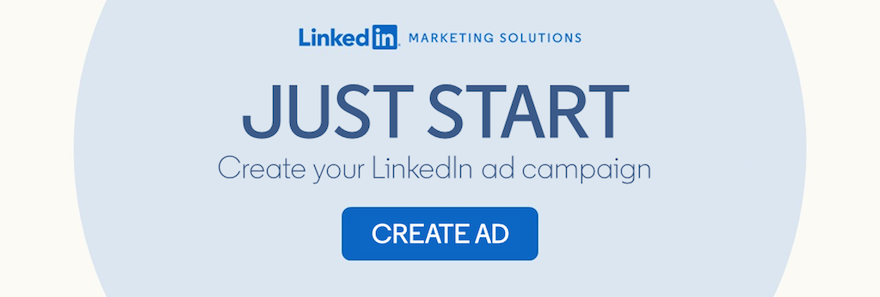 LinkedIn MARKETING SOLUTIONS
JUST START
Create your LinkedIn ad campaign
CREATE AD